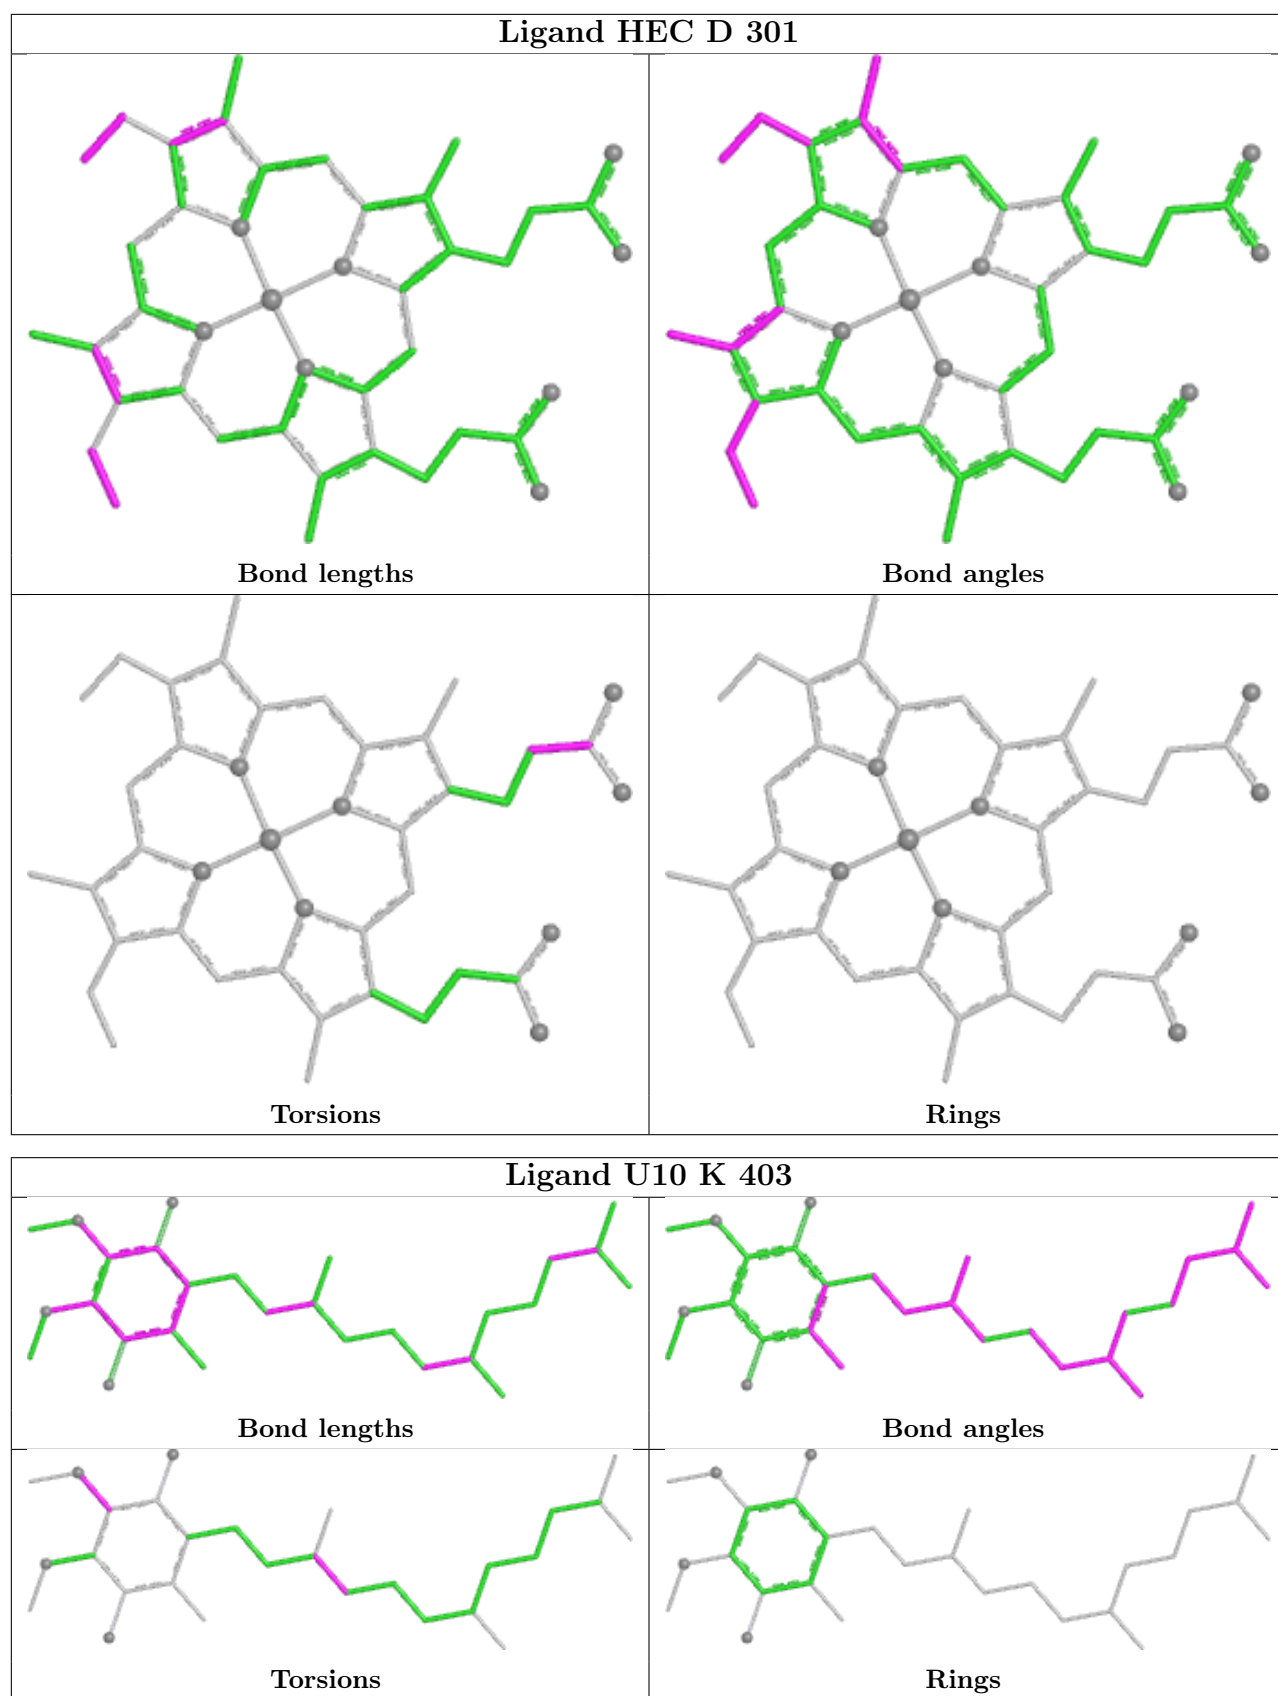 Ligand HEC D 301
Bond lengths
Bond angles
Torsions
Rings
Ligand U10 K 403
Bond lengths
Bond angles
Torsions
Rings